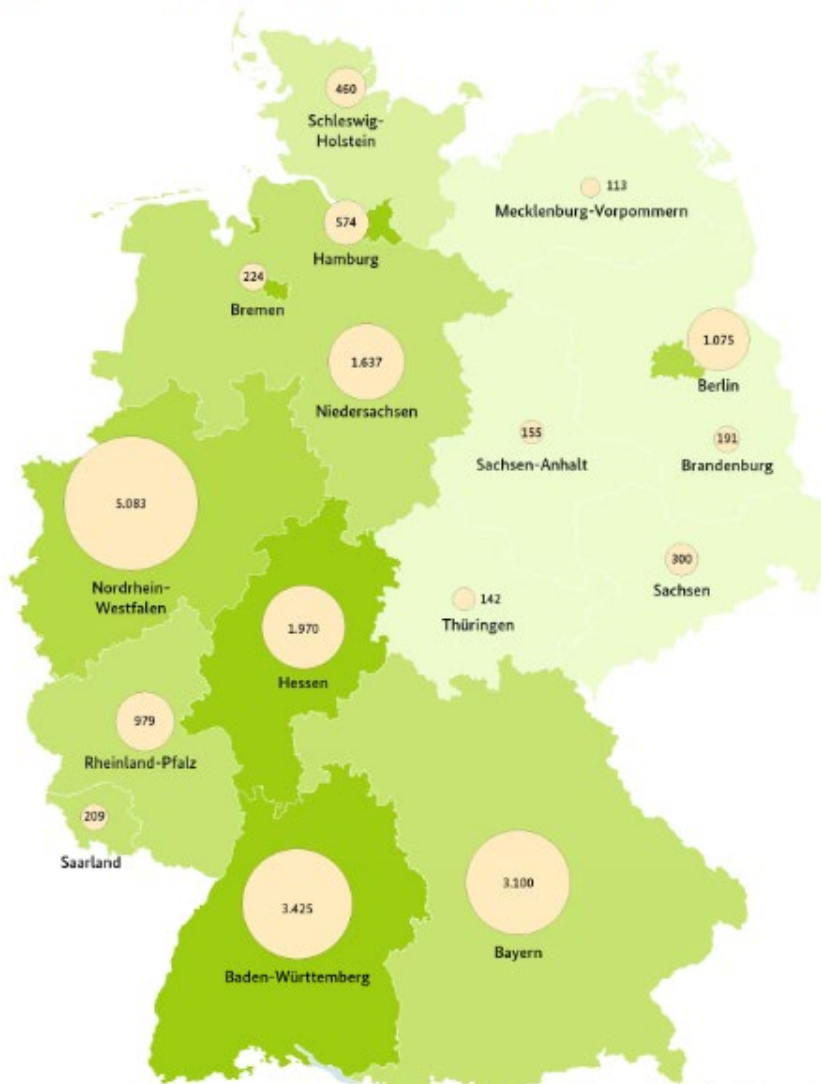 460
Schleswig-
Holstein
113
Mecklenburg-Vorpommern
574
Hamburg
224
Bremen
1.637
Niedersachsen
1.075
Berlin
155
Sachsen-Anhalt
191
Brandenburg
5.083
Nordrhein-
Westfalen
300
Sachsen
142
Thüringen
1.970
Hessen
979
Rheinland-Pfalz
209
Saarland
3.425
Baden-Württemberg
3.100
Bayern